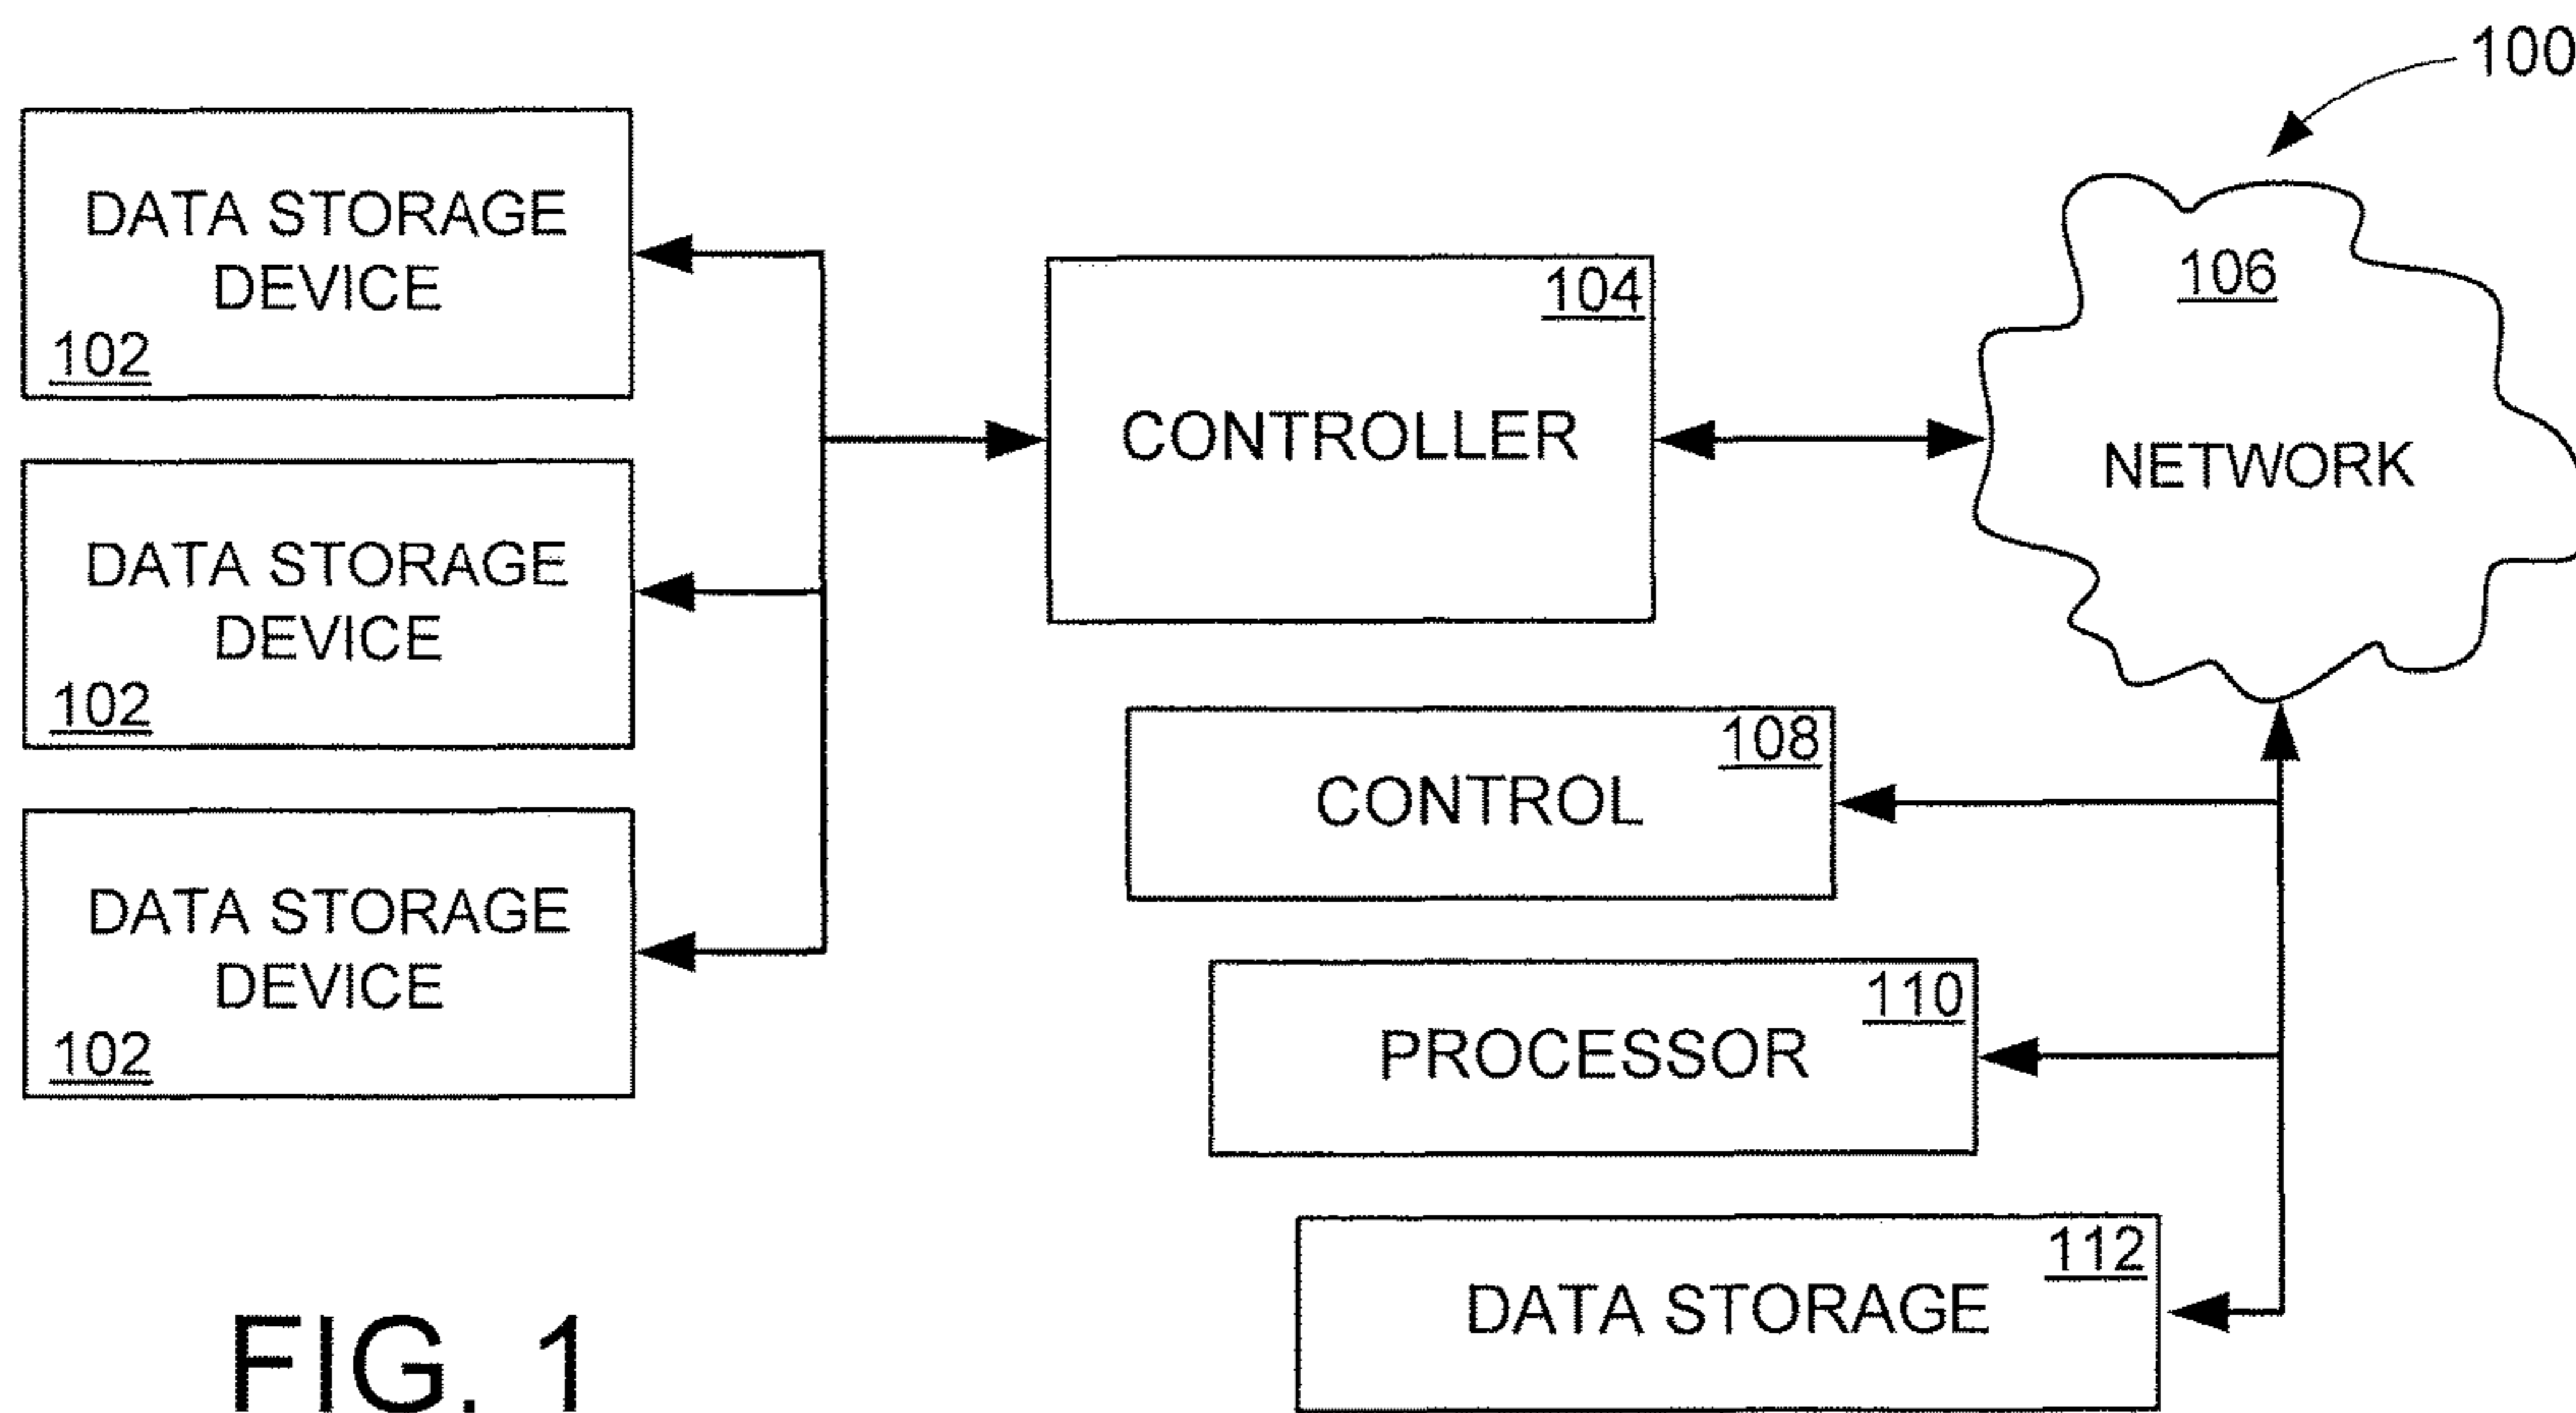 100
DATA STORAGE
DEVICE
102
104
CONTROLLER
106
NETWORK
DATA STORAGE
DEVICE
102
108
CONTROL
DATA STORAGE
DEVICE
102
110
PROCESSOR
112
DATA STORAGE
FIG. 1